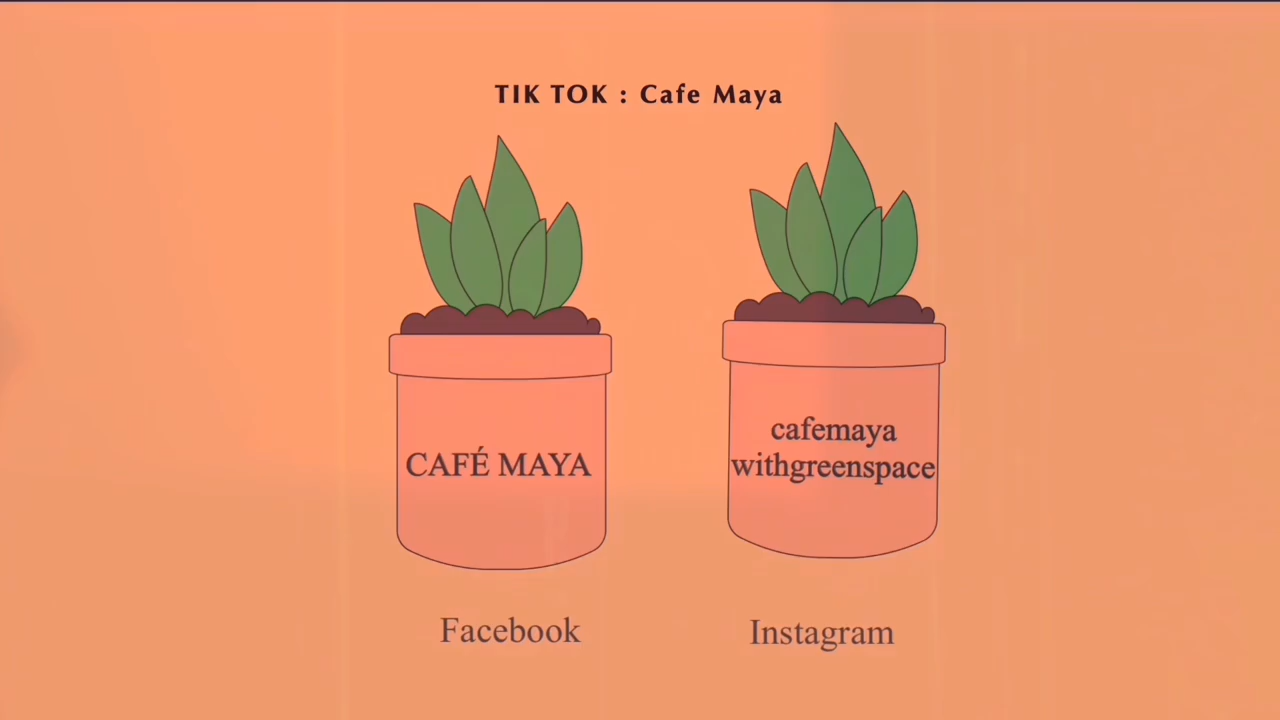 TIK TOK : Cafe Maya
CAFÉ MAYA
cafemaya
withgreenspace
Facebook
Instagram